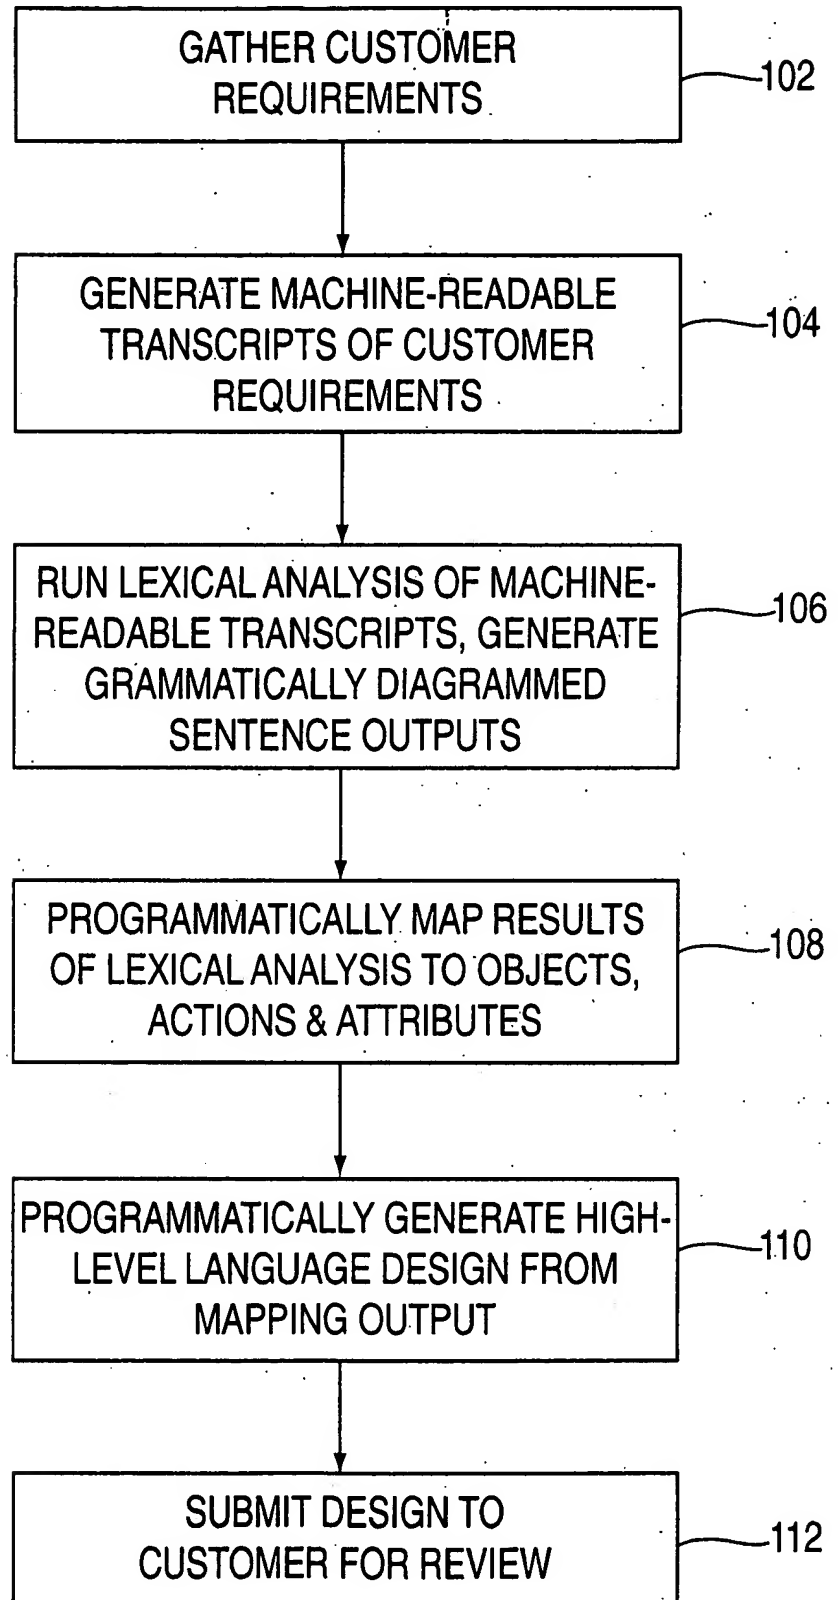 GATHER CUSTOMER
REQUIREMENTS
102
GENERATE MACHINE-READABLE
TRANSCRIPTS OF CUSTOMER
REQUIREMENTS
104
RUN LEXICAL ANALYSIS OF MACHINE-
READABLE TRANSCRIPTS, GENERATE
GRAMMATICALLY DIAGRAMMED
SENTENCE OUTPUTS
106
PROGRAMMATICALLY MAP RESULTS
OF LEXICAL ANALYSIS TO OBJECTS,
ACTIONS & ATTRIBUTES
108
PROGRAMMATICALLY GENERATE HIGH-
LEVEL LANGUAGE DESIGN FROM
MAPPING OUTPUT
110
SUBMIT DESIGN TO
CUSTOMER FOR REVIEW
112